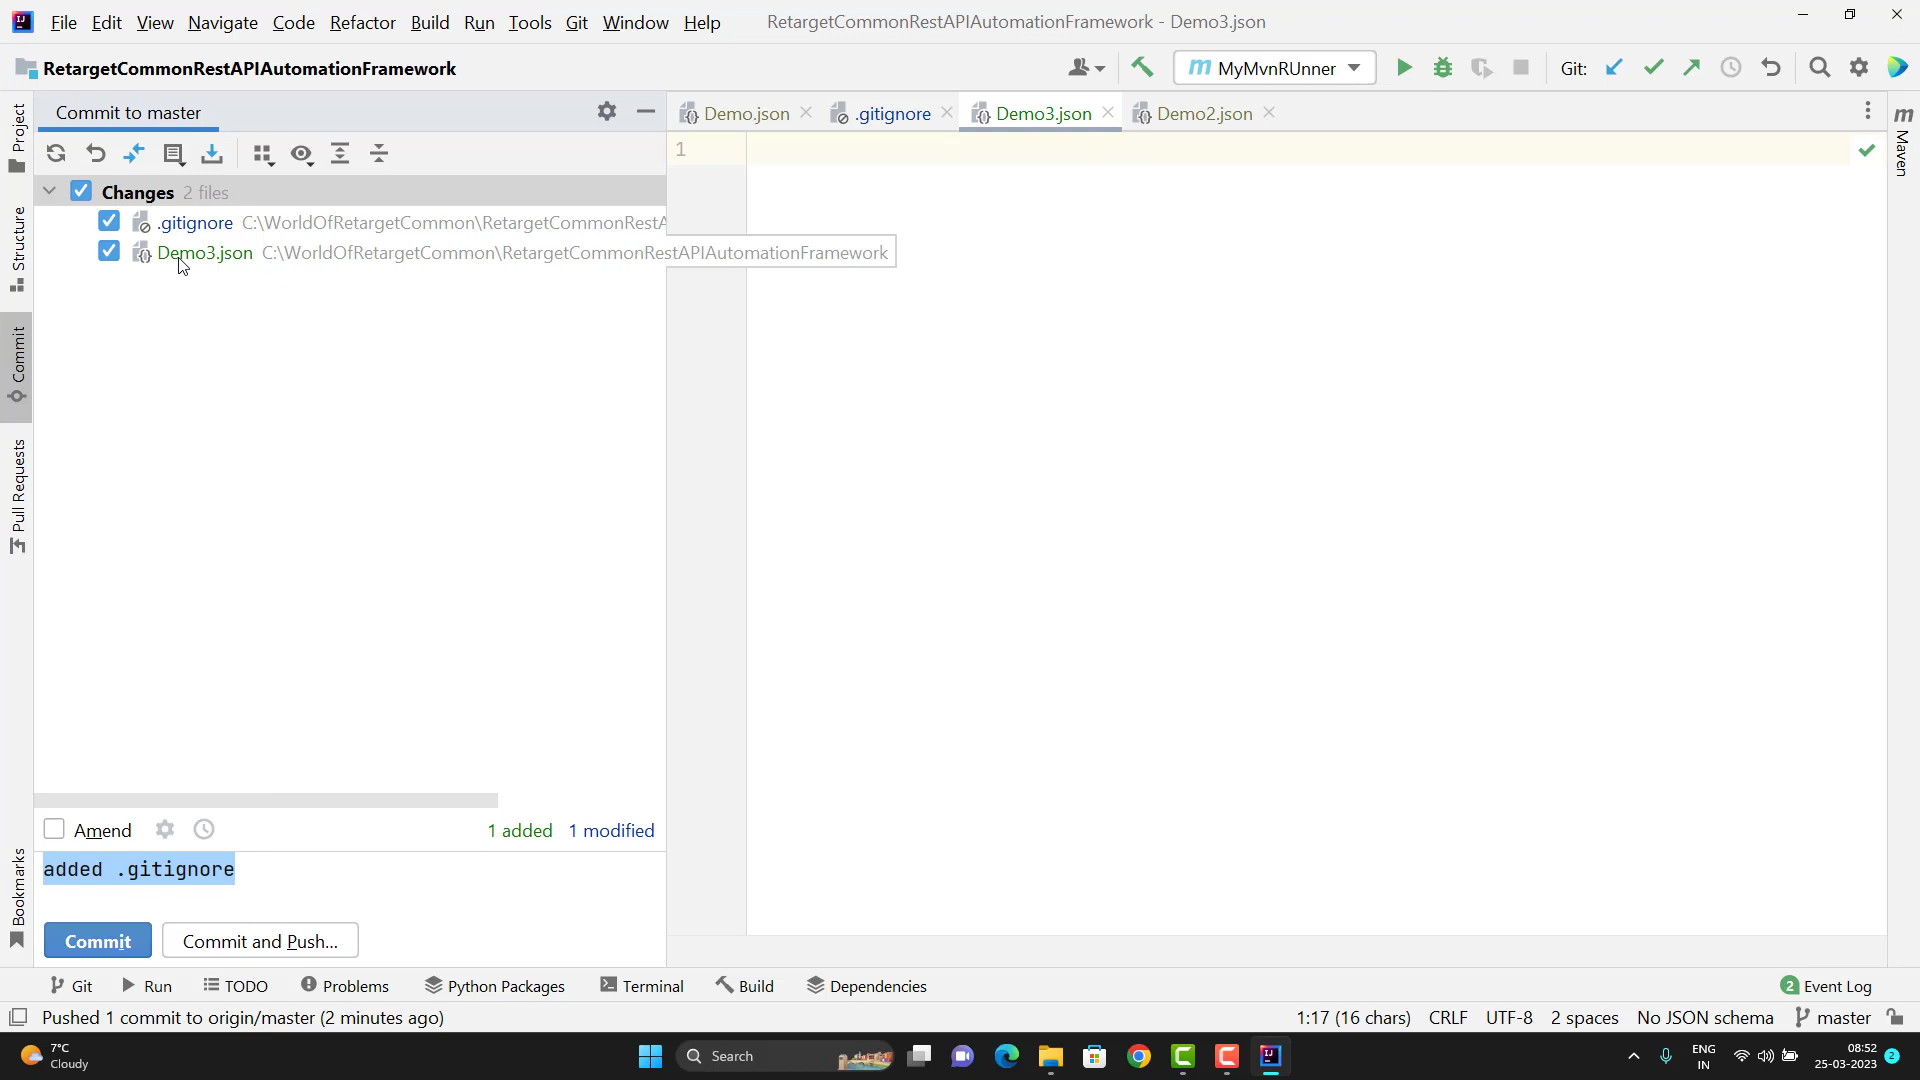 File Edit View Navigate Code Refactor Build Run Tools Git Window Help RetargetCommonRestAPIAutomationFramework - Demo3.json
RetargetCommonRestAPIAutomationFramework m MyMvnRUnner Git:
Commit to master Demo.json .gitignore Demo3.json Demo2.json
Project
Structure
Commit
Pull Requests
Bookmarks
m Maven
Changes 2 files
.gitignore C:\WorldOfRetargetCommon\RetargetCommonRestA
Demo3.json C:\WorldOfRetargetCommon\RetargetCommonRestAPIAutomationFramework
1
Amend 1 added 1 modified
added .gitignore
Commit Commit and Push...
Git Run TODO Problems Python Packages Terminal Build Dependencies 2 Event Log
Pushed 1 commit to origin/master (2 minutes ago) 1:17 (16 chars) CRLF UTF-8 2 spaces No JSON schema master
7°C
Cloudy
Search
ENG
IN
08:52
25-03-2023
2